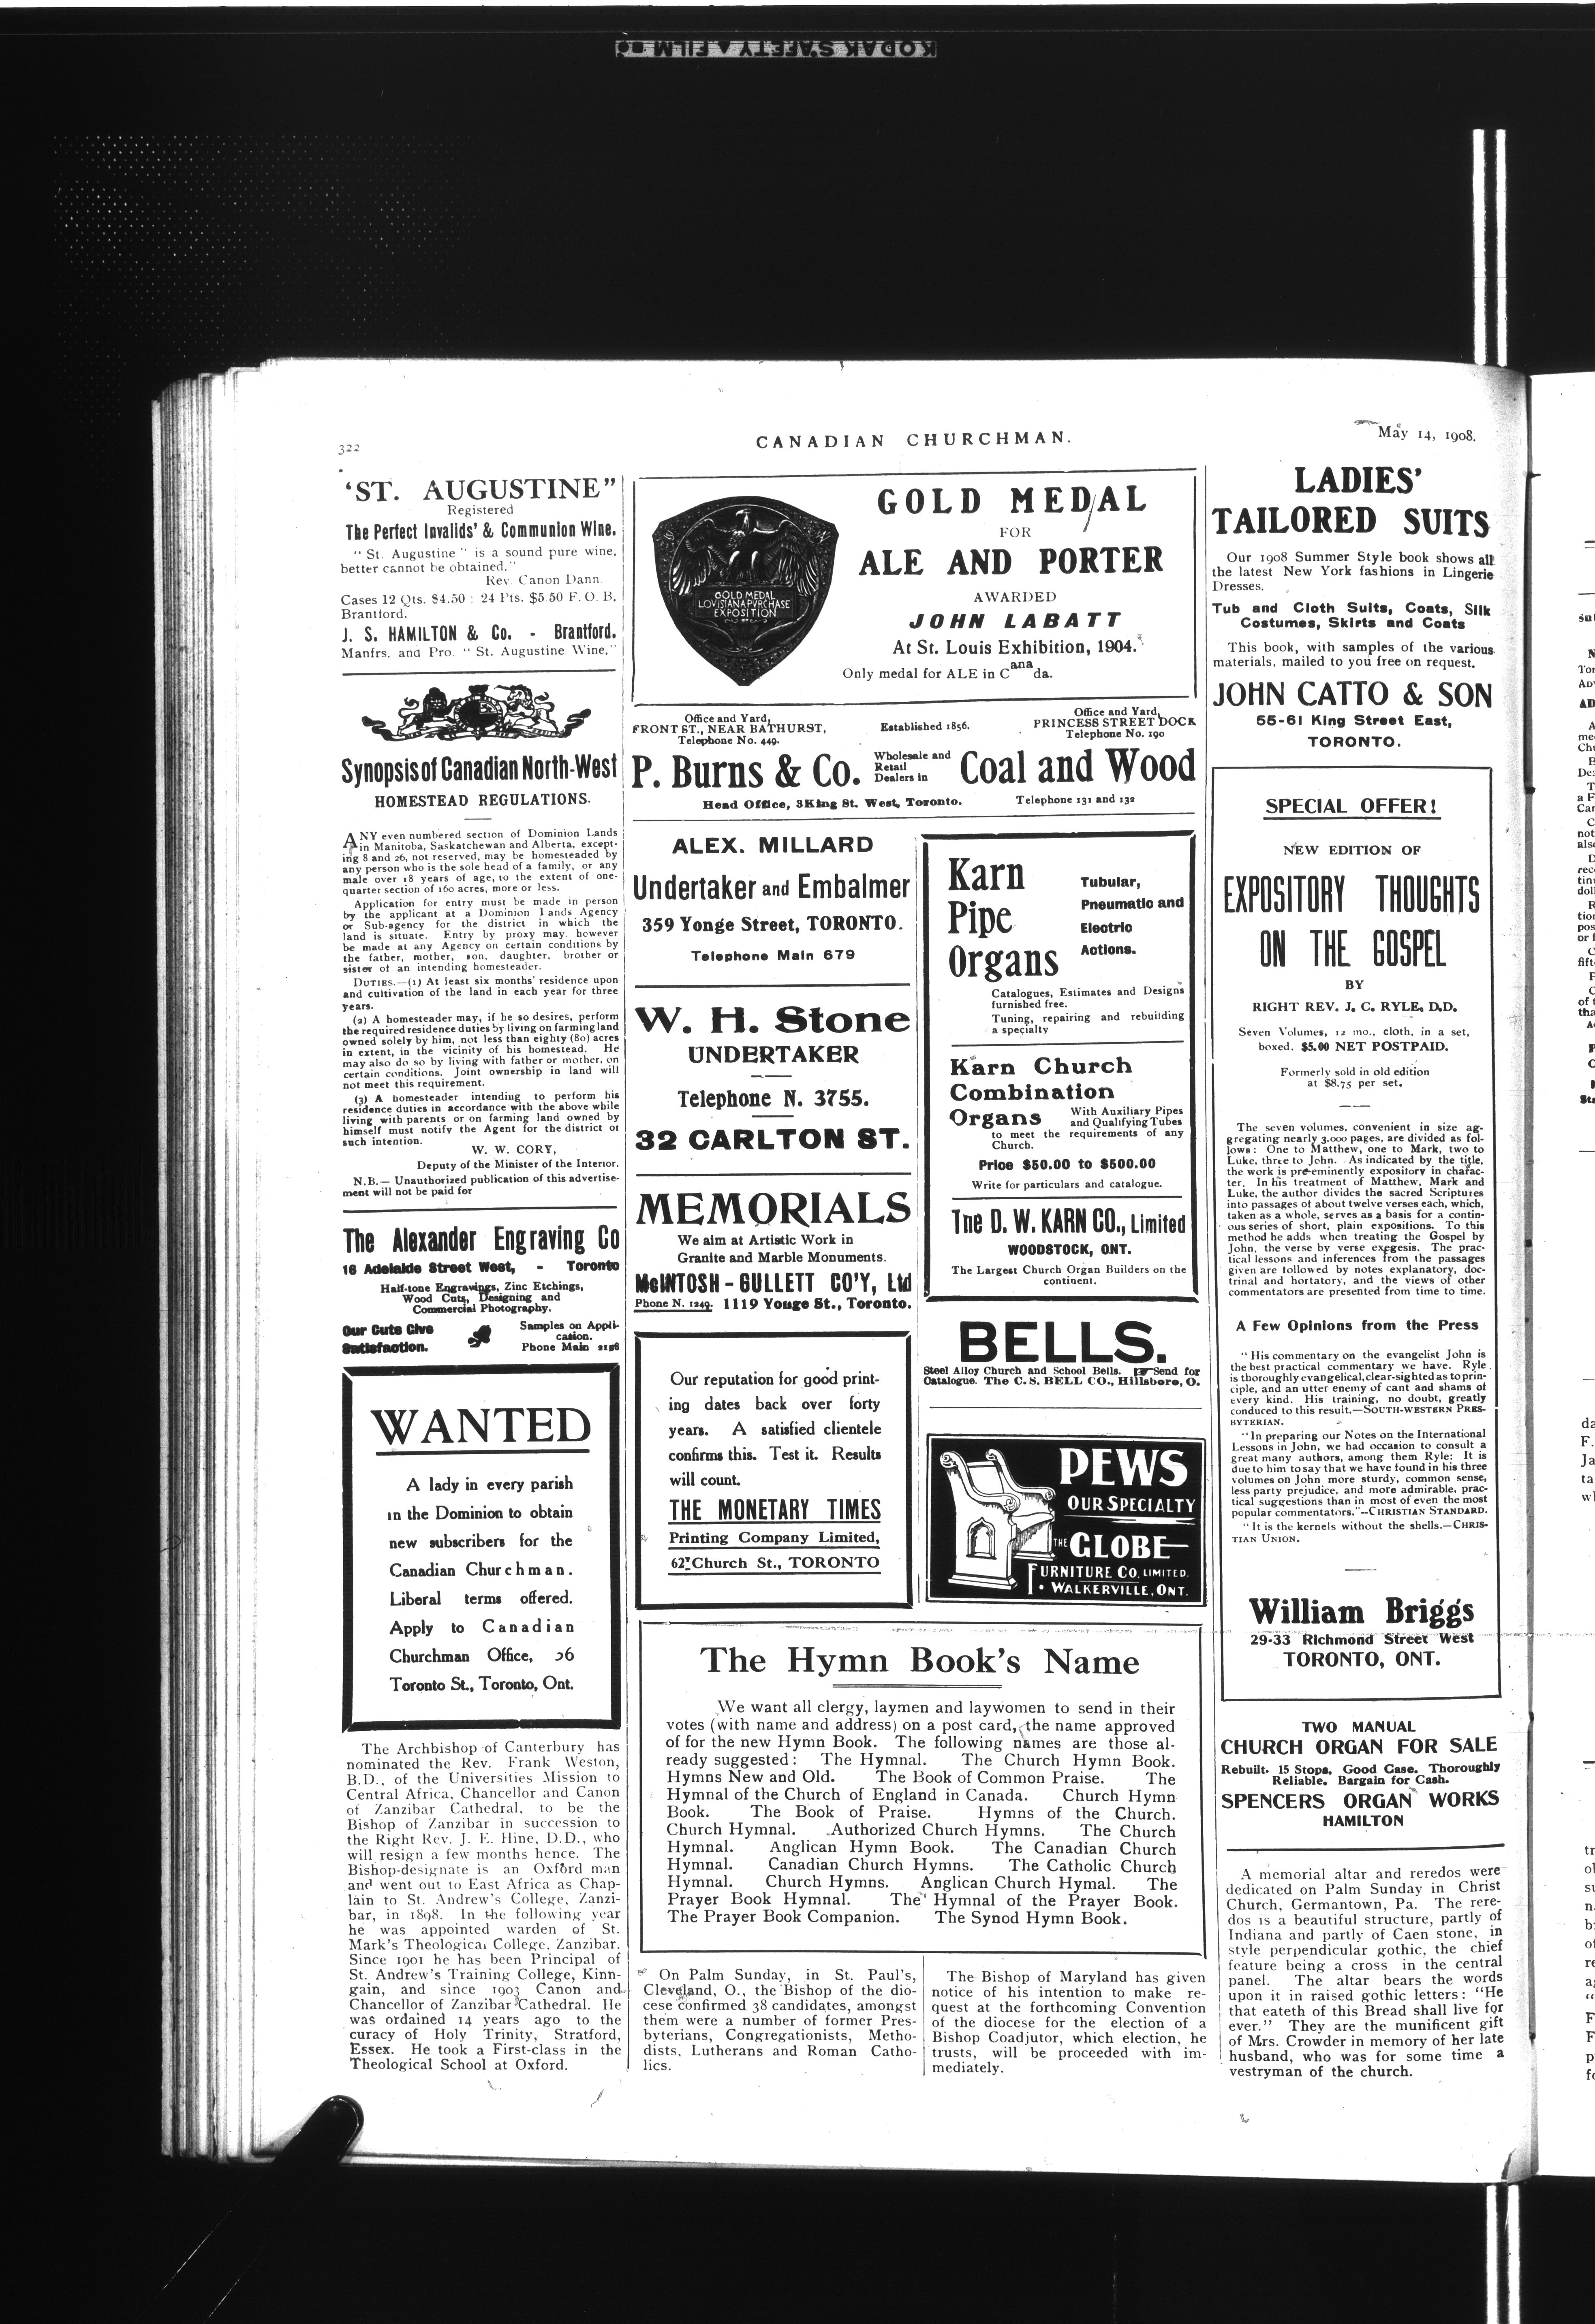 KODAK SAFETY FILM
322
CANADIAN CHURCHMAN.
May 14, 1908.
'ST. AUGUSTINE”
Registered
The Perfect Invalids' & Communion Wine.
“ St. Augustine ” is a sound pure wine,
better cannot be obtained.”
Rev. Canon Dann.
Cases 12 Qts. $4.50 : 24 Pts. $5.50 F. O. B.
Brantford.
J. S. HAMILTON & Co. - Brantford.
Manfrs. and Pro. “ St. Augustine Wine.”
Synopsis of Canadian North-West
HOMESTEAD REGULATIONS.
ANY even numbered section of Dominion Lands
in Manitoba, Saskatchewan and Alberta, except-
ing 8 and 26, not reserved, may be homesteaded by
any person who is the sole head of a family, or any
male over 18 years of age, to the extent of one-
quarter section of 160 acres, more or less.
Application for entry must be made in person
by the applicant at a Dominion Lands Agency
or Sub-agency for the district in which the
land is situate. Entry by proxy may however
be made at any Agency on certain conditions by
the father, mother, son, daughter, brother or
sister of an intending homesteader.
DUTIES.—(1) At least six months' residence upon
and cultivation of the land in each year for three
years.
(2) A homesteader may, if he so desires, perform
the required residence duties by living on farming land
owned solely by him, not less than eighty (80) acres
in extent, in the vicinity of his homestead. He
may also do so by living with father or mother, on
certain conditions. Joint ownership in land will
not meet this requirement.
(3) A homesteader intending to perform his
residence duties in accordance with the above while
living with parents or on farming land owned by
himself must notify the Agent for the district of
such intention.
W. W. CORY,
Deputy of the Minister of the Interior.
N.B.— Unauthorized publication of this advertise-
ment will not be paid for
The Alexander Engraving Co
16 Adelaide Street West, - Toronto
Half-tone Engravings, Zinc Etchings,
Wood Cuts, Designing and
Commercial Photography.
Our Cuts Give
Satisfaction.
Samples on Appli-
cation.
Phone Main 2156
WANTED
A lady in every parish
in the Dominion to obtain
new subscribers for the
Canadian Churchman.
Liberal terms offered.
Apply to Canadian
Churchman Office, 36
Toronto St., Toronto, Ont.
The Archbishop of Canterbury has
nominated the Rev. Frank Weston,
B.D., of the Universities Mission to
Central Africa, Chancellor and Canon
of Zanzibar Cathedral, to be the
Bishop of Zanzibar in succession to
the Right Rev. J. E. Hine, D.D., who
will resign a few months hence. The
Bishop-designate is an Oxford man
and went out to East Africa as Chap-
lain to St. Andrew's College, Zanzi-
bar, in 1898. In the following year
he was appointed warden of St.
Mark's Theological College, Zanzibar.
Since 1901 he has been Principal of
St. Andrew's Training College, Kinn-
gain, and since 1903 Canon and
Chancellor of Zanzibar Cathedral. He
was ordained 14 years ago to the
curacy of Holy Trinity, Stratford,
Essex. He took a First-class in the
Theological School at Oxford.
GOLD MEDAL
LOVISIANA PVRCHASE
EXPOSITION
GOLD MEDAL
FOR
ALE AND PORTER
AWARDED
JOHN LABATT
At St. Louis Exhibition, 1904.
Only medal for ALE in Canada.
Office and Yard,
FRONT ST., NEAR BATHURST,
Telephone No. 449.
Established 1856.
Office and Yard,
PRINCESS STREET DOCK
Telephone No. 190
P. Burns & Co.
Wholesale and
Retail
Dealers in
Coal and Wood
Head Office, 3 King St. West, Toronto.
Telephone 131 and 132
ALEX. MILLARD
Undertaker and Embalmer
359 Yonge Street, TORONTO.
Telephone Main 679
W. H. Stone
UNDERTAKER
Telephone N. 3755.
32 CARLTON ST.
MEMORIALS
We aim at Artistic Work in
Granite and Marble Monuments.
McINTOSH - GULLETT CO'Y, Ltd
Phone N. 1249. 1119 Yonge St., Toronto.
Our reputation for good print-
ing dates back over forty
years. A satisfied clientele
confirms this. Test it. Results
will count.
THE MONETARY TIMES
Printing Company Limited,
62 Church St., TORONTO
Karn
Pipe
Organs
Tubular,
Pneumatic and
Electric
Actions.
Catalogues, Estimates and Designs
furnished free.
Tuning, repairing and rebuilding
a specialty
Karn Church
Combination
Organs
With Auxiliary Pipes
and Qualifying Tubes
to meet the requirements of any
Church.
Price $50.00 to $500.00
Write for particulars and catalogue.
The D. W. KARN CO., Limited
WOODSTOCK, ONT.
The Largest Church Organ Builders on the
continent.
BELLS.
Steel Alloy Church and School Bells. Send for
Catalogue. The C. S. BELL CO., Hillsboro, O.
PEWS
OUR SPECIALTY
THE GLOBE
FURNITURE CO. LIMITED.
WALKERVILLE, ONT.
The Hymn Book's Name
We want all clergy, laymen and laywomen to send in their
votes (with name and address) on a post card, the name approved
of for the new Hymn Book. The following names are those al-
ready suggested: The Hymnal. The Church Hymn Book.
Hymns New and Old. The Book of Common Praise. The
Hymnal of the Church of England in Canada. Church Hymn
Book. The Book of Praise. Hymns of the Church.
Church Hymnal. Authorized Church Hymns. The Church
Hymnal. Anglican Hymn Book. The Canadian Church
Hymnal. Canadian Church Hymns. The Catholic Church
Hymnal. Church Hymns. Anglican Church Hymal. The
Prayer Book Hymnal. The Hymnal of the Prayer Book.
The Prayer Book Companion. The Synod Hymn Book.
On Palm Sunday, in St. Paul's,
Cleveland, O., the Bishop of the dio-
cese confirmed 38 candidates, amongst
them were a number of former Pres-
byterians, Congregationists, Metho-
dists, Lutherans and Roman Catho-
lics.
The Bishop of Maryland has given
notice of his intention to make re-
quest at the forthcoming Convention
of the diocese for the election of a
Bishop Coadjutor, which election, he
trusts, will be proceeded with im-
mediately.
LADIES'
TAILORED SUITS
Our 1908 Summer Style book shows all
the latest New York fashions in Lingerie
Dresses.
Tub and Cloth Suits, Coats, Silk
Costumes, Skirts and Coats
This book, with samples of the various
materials, mailed to you free on request.
JOHN CATTO & SON
55-61 King Street East,
TORONTO.
SPECIAL OFFER!
NEW EDITION OF
EXPOSITORY THOUGHTS
ON THE GOSPEL
BY
RIGHT REV. J. C. RYLE, D.D.
Seven Volumes, 12 mo., cloth, in a set,
boxed. $5.00 NET POSTPAID.
Formerly sold in old edition
at $8.75 per set.
The seven volumes, convenient in size ag-
gregating nearly 3,000 pages, are divided as fol-
lows: One to Matthew, one to Mark, two to
Luke, three to John. As indicated by the title,
the work is pre-eminently expository in charac-
ter. In his treatment of Matthew, Mark and
Luke, the author divides the sacred Scriptures
into passages of about twelve verses each, which,
taken as a whole, serves as a basis for a contin-
ous series of short, plain expositions. To this
method he adds when treating the Gospel by
John, the verse by verse exegesis. The prac-
tical lessons and inferences from the passages
given are followed by notes explanatory, doc-
trinal and hortatory, and the views of other
commentators are presented from time to time.
A Few Opinions from the Press
“ His commentary on the evangelist John is
the best practical commentary we have. Ryle
is thoroughly evangelical, clear-sighted as to prin-
ciple, and an utter enemy of cant and shams of
every kind. His training, no doubt, greatly
conduced to this result.—SOUTH-WESTERN PRES-
BYTERIAN.
“In preparing our Notes on the International
Lessons in John, we had occasion to consult a
great many authors, among them Ryle: It is
due to him to say that we have found in his three
volumes on John more sturdy, common sense,
less party prejudice, and more admirable, prac-
tical suggestions than in most of even the most
popular commentators.”—CHRISTIAN STANDARD.
“ It is the kernels without the shells.—CHRIS-
TIAN UNION.
William Briggs
29-33 Richmond Street West
TORONTO, ONT.
TWO MANUAL
CHURCH ORGAN FOR SALE
Rebuilt. 15 Stops. Good Case. Thoroughly
Reliable. Bargain for Cash.
SPENCERS ORGAN WORKS
HAMILTON
A memorial altar and reredos were
dedicated on Palm Sunday in Christ
Church, Germantown, Pa. The rere-
dos is a beautiful structure, partly of
Indiana and partly of Caen stone, in
style perpendicular gothic, the chief
feature being a cross in the central
panel. The altar bears the words
upon it in raised gothic letters: “He
that eateth of this Bread shall live for
ever.” They are the munificent gift
of Mrs. Crowder in memory of her late
husband, who was for some time a
vestryman of the church.